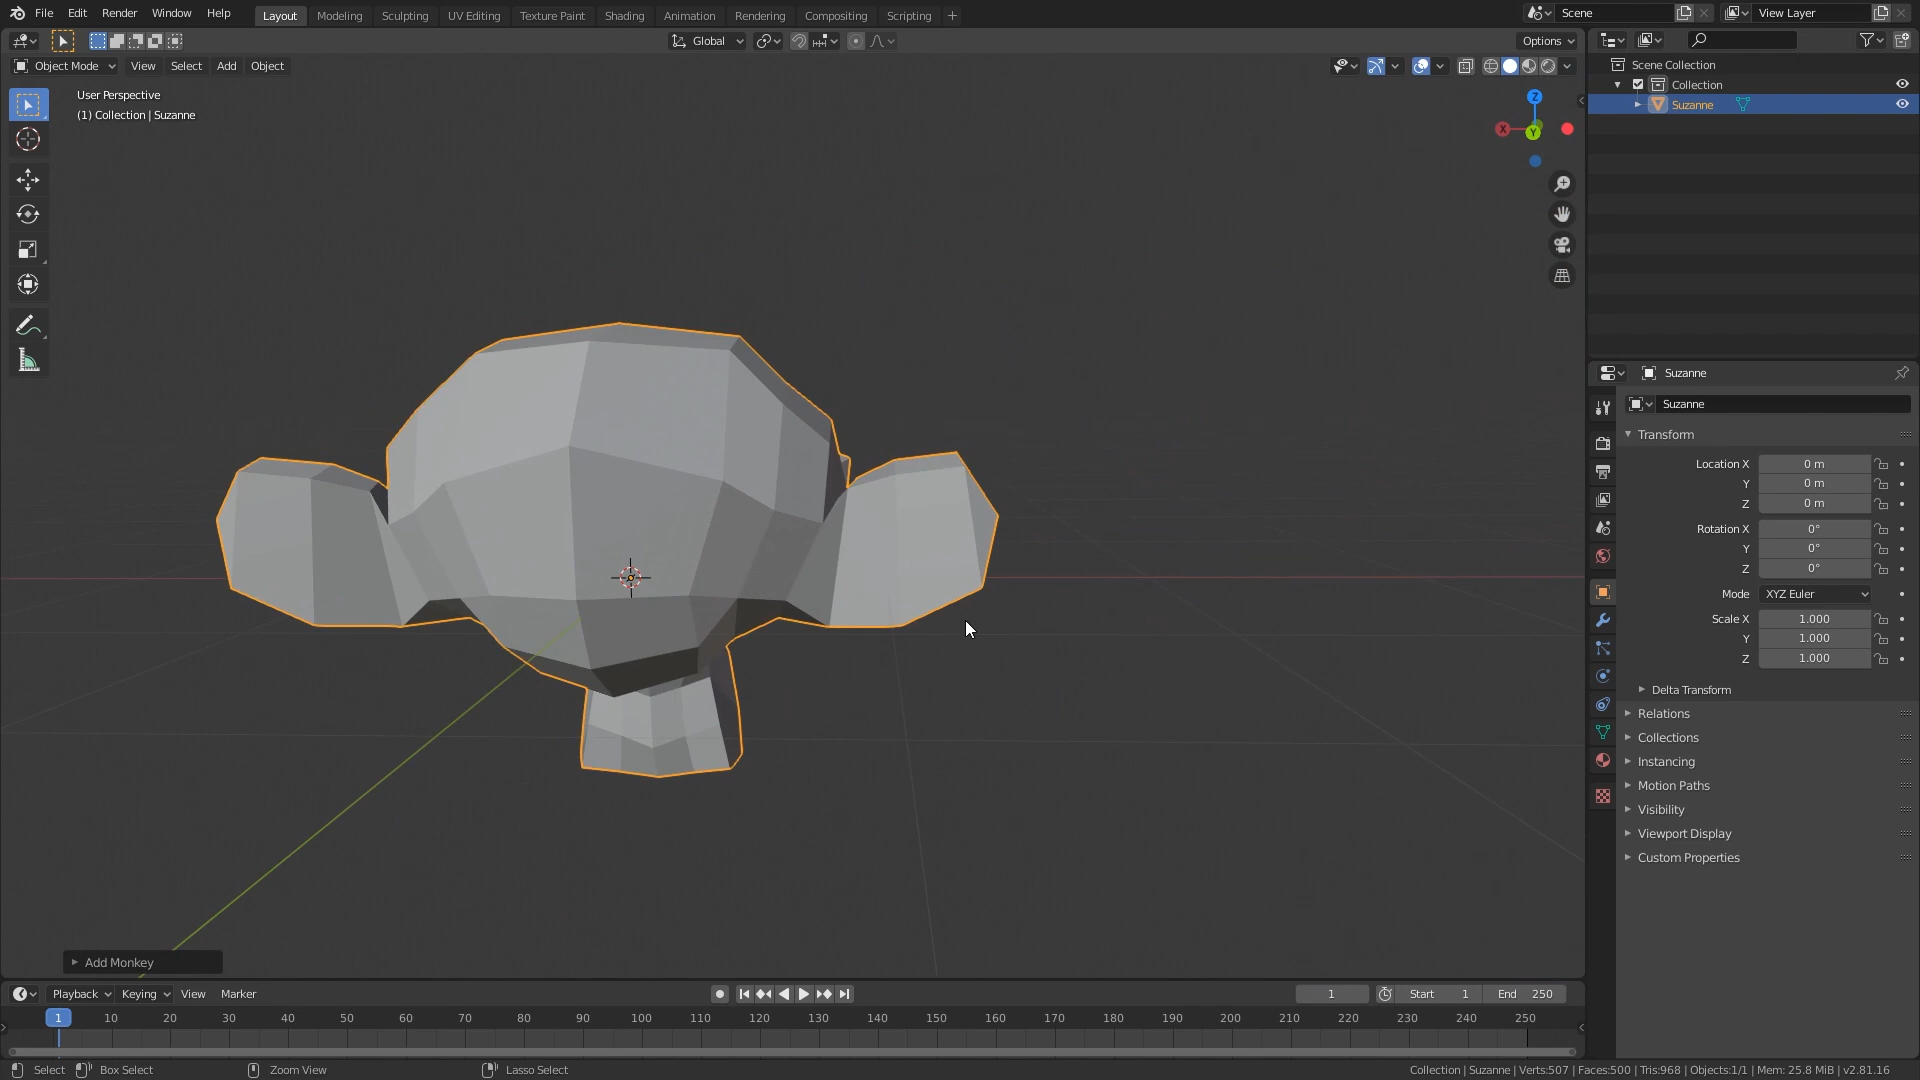 File Edit Render Window Help
Layout Modeling Sculpting UV Editing Texture Paint Shading Animation Rendering Compositing Scripting +
Scene
View Layer
Global
Options
Object Mode View Select Add Object
User Perspective
(1) Collection | Suzanne
Z
X
Y
Scene Collection
Collection
Suzanne
Suzanne
Suzanne
Transform
Location X 0 m
Y 0 m
Z 0 m
Rotation X 0°
Y 0°
Z 0°
Mode XYZ Euler
Scale X 1.000
Y 1.000
Z 1.000
Delta Transform
Relations
Collections
Instancing
Motion Paths
Visibility
Viewport Display
Custom Properties
Add Monkey
Playback Keying View Marker
1 Start 1 End 250
1 10 20 30 40 50 60 70 80 90 100 110 120 130 140 150 160 170 180 190 200 210 220 230 240 250
Select Box Select Zoom View Lasso Select
Collection | Suzanne | Verts:507 | Faces:500 | Tris:968 | Objects:1/1 | Mem: 25.8 MiB | v2.81.16